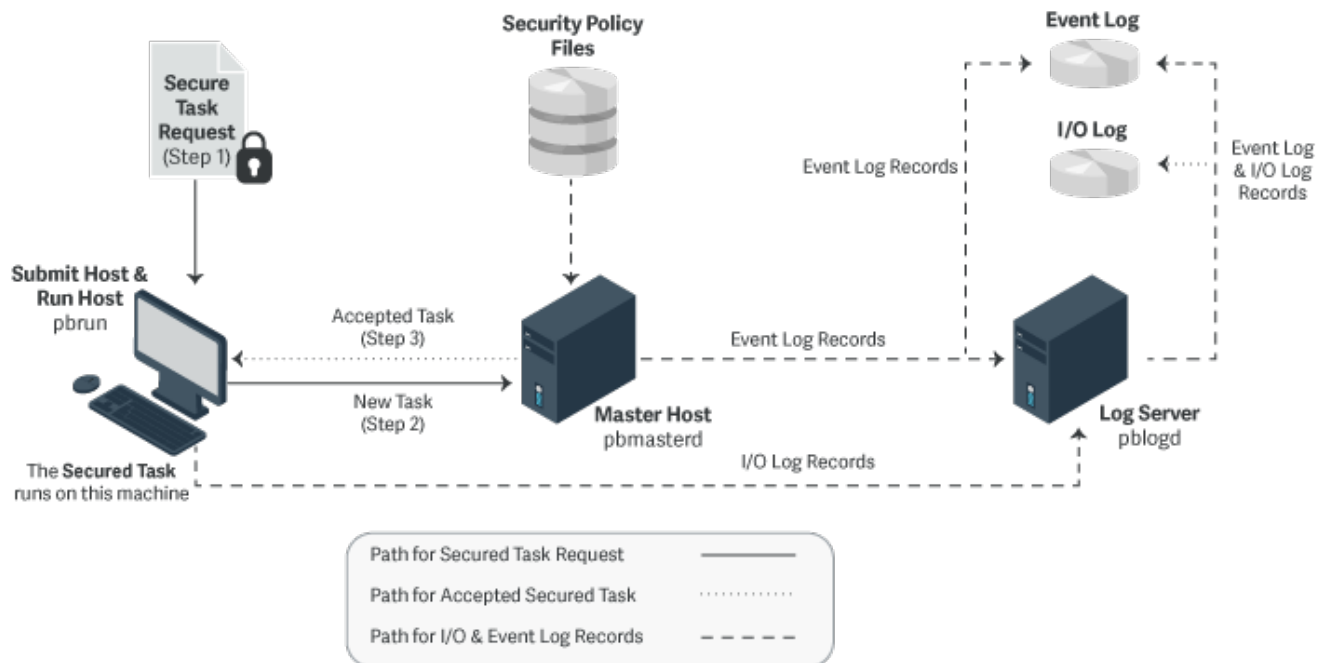 Secure
Task
Request
(Step 1)
Security Policy
Files
Event Log
I/O Log
Event Log Records
Event Log
& I/O Log
Records
Submit Host &
Run Host
pbrun
Accepted Task
(Step 3)
New Task
(Step 2)
Event Log Records
Master Host
pbmasterd
Log Server
pblogd
The Secured Task
runs on this machine
I/O Log Records
Path for Secured Task Request
Path for Accepted Secured Task
Path for I/O & Event Log Records